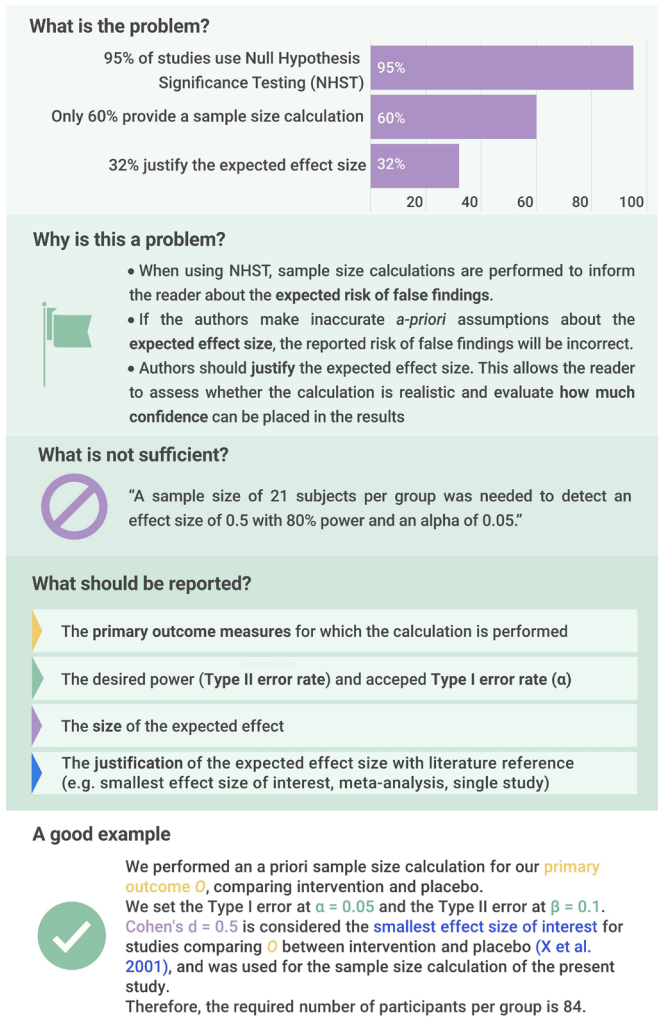 What is the problem?
95% of studies use Null Hypothesis
Significance Testing (NHST)
95%
Only 60% provide a sample size calculation
60%
32% justify the expected effect size
32%
20 40 60 80 100
Why is this a problem?
• When using NHST, sample size calculations are performed to inform
the reader about the expected risk of false findings.
• If the authors make inaccurate a-priori assumptions about the
expected effect size, the reported risk of false findings will be incorrect.
• Authors should justify the expected effect size. This allows the reader
to assess whether the calculation is realistic and evaluate how much
confidence can be placed in the results
What is not sufficient?
“A sample size of 21 subjects per group was needed to detect an
effect size of 0.5 with 80% power and an alpha of 0.05.”
What should be reported?
The primary outcome measures for which the calculation is performed
The desired power (Type II error rate) and acceped Type I error rate (α)
The size of the expected effect
The justification of the expected effect size with literature reference
(e.g. smallest effect size of interest, meta-analysis, single study)
A good example
We performed an a priori sample size calculation for our primary
outcome O, comparing intervention and placebo.
We set the Type I error at α = 0.05 and the Type II error at β = 0.1.
Cohen's d = 0.5 is considered the smallest effect size of interest for
studies comparing O between intervention and placebo (X et al.
2001), and was used for the sample size calculation of the present
study.
Therefore, the required number of participants per group is 84.